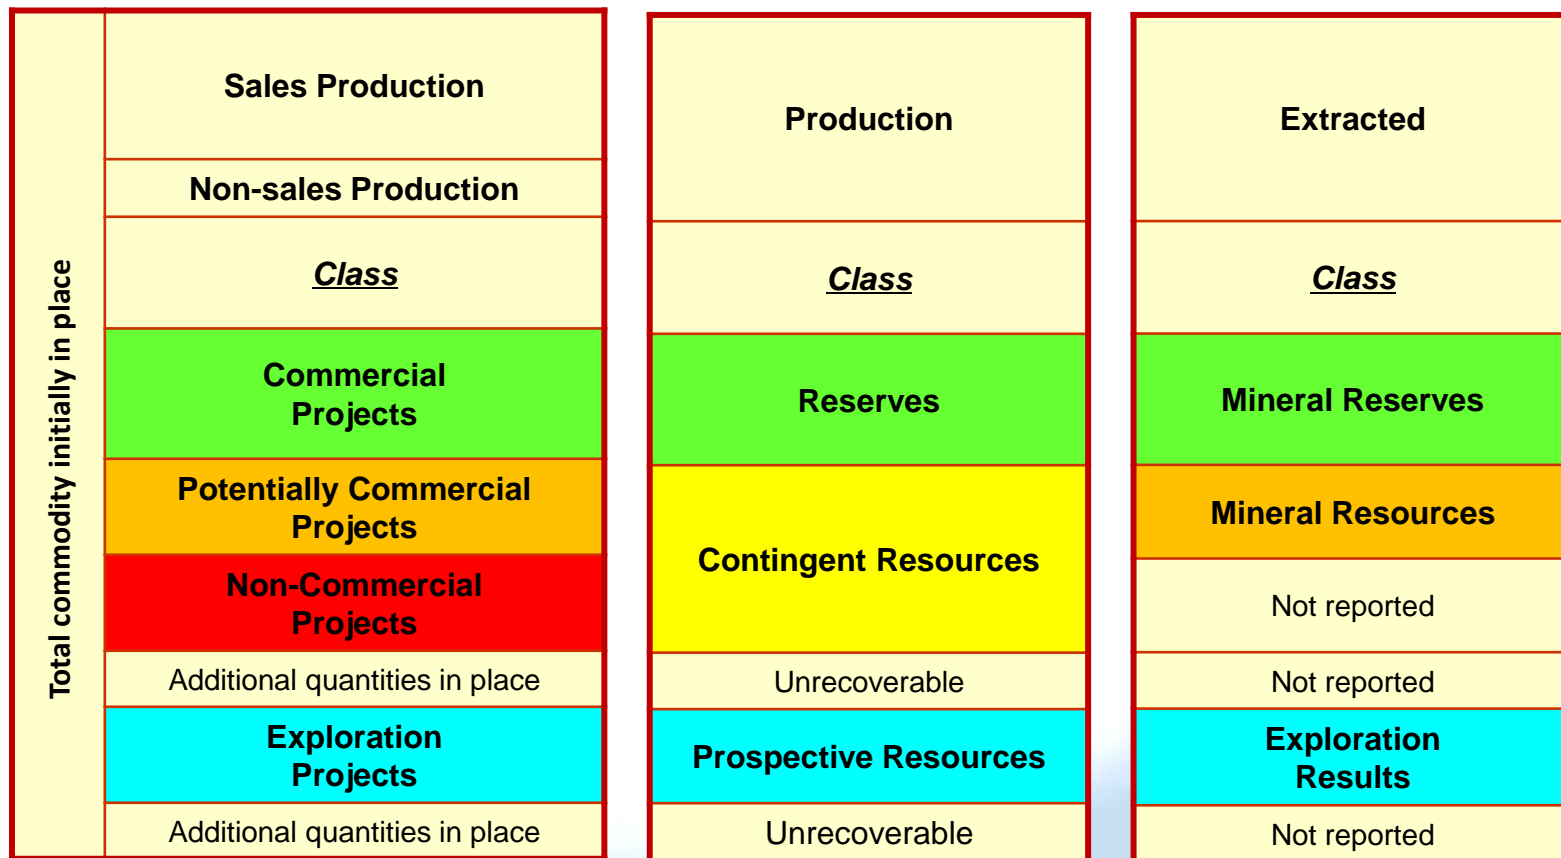 Total commodity initially in place
Sales Production
Non-sales Production
Class
Commercial
Projects
Potentially Commercial
Projects
Non-Commercial
Projects
Additional quantities in place
Exploration
Projects
Additional quantities in place
Production
Class
Reserves
Contingent Resources
Unrecoverable
Prospective Resources
Unrecoverable
Extracted
Class
Mineral Reserves
Mineral Resources
Not reported
Not reported
Exploration
Results
Not reported